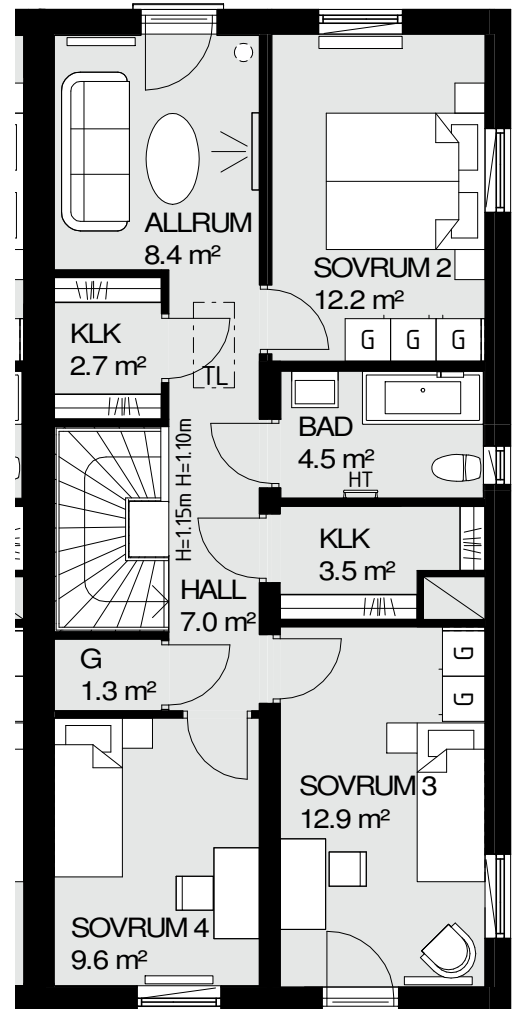 ALLRUM
8.4 m²
SOVRUM 2
12.2 m²
G G G
KLK
2.7 m²
TL
BAD
4.5 m²
HT
H=1.15m H=1.10m
KLK
3.5 m²
HALL
7.0 m²
G
1.3 m²
G
G
SOVRUM 3
12.9 m²
SOVRUM 4
9.6 m²